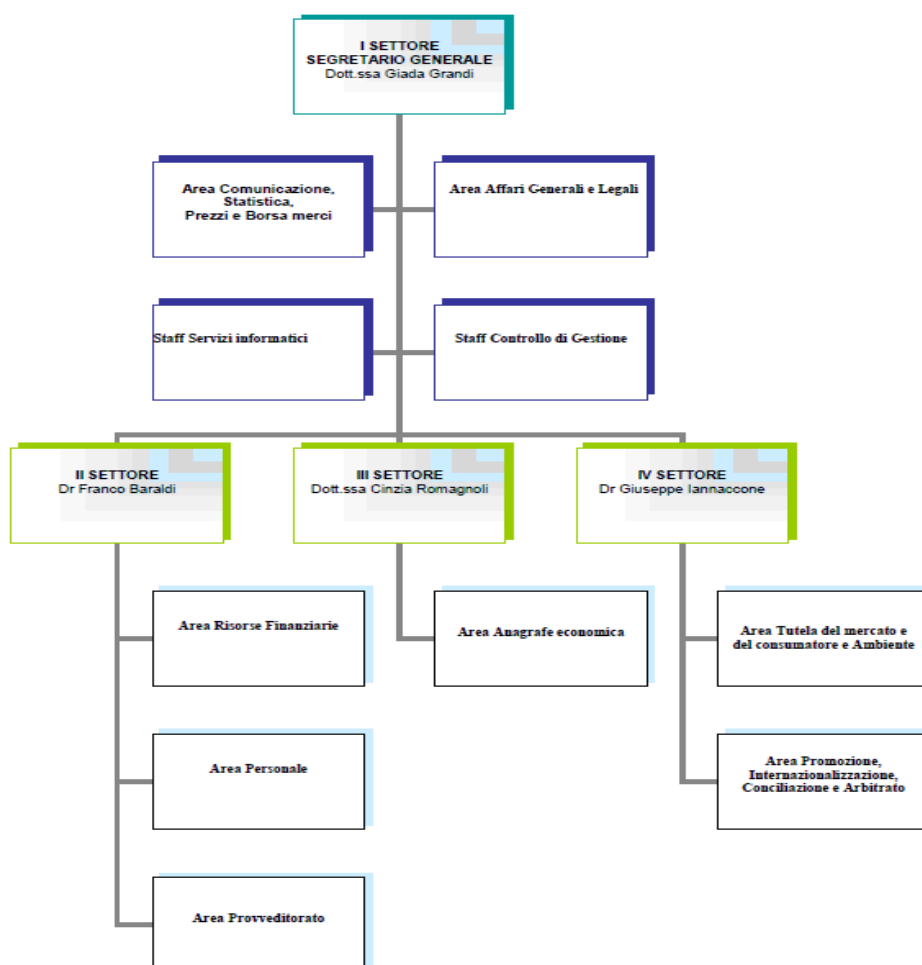 I SETTORE
SEGRETARIO GENERALE
Dott.ssa Giada Grandi
Area Comunicazione,
Statistica,
Prezzi e Borsa merci
Area Affari Generali e Legali
Staff Servizi informatici
Staff Controllo di Gestione
II SETTORE
Dr Franco Baraldi
III SETTORE
Dott.ssa Cinzia Romagnoli
IV SETTORE
Dr Giuseppe Iannaccone
Area Risorse Finanziarie
Area Anagrafe economica
Area Tutela del mercato e
del consumatore e Ambiente
Area Personale
Area Promozione,
Internazionalizzazione,
Conciliazione e Arbitrato
Area Provveditorato